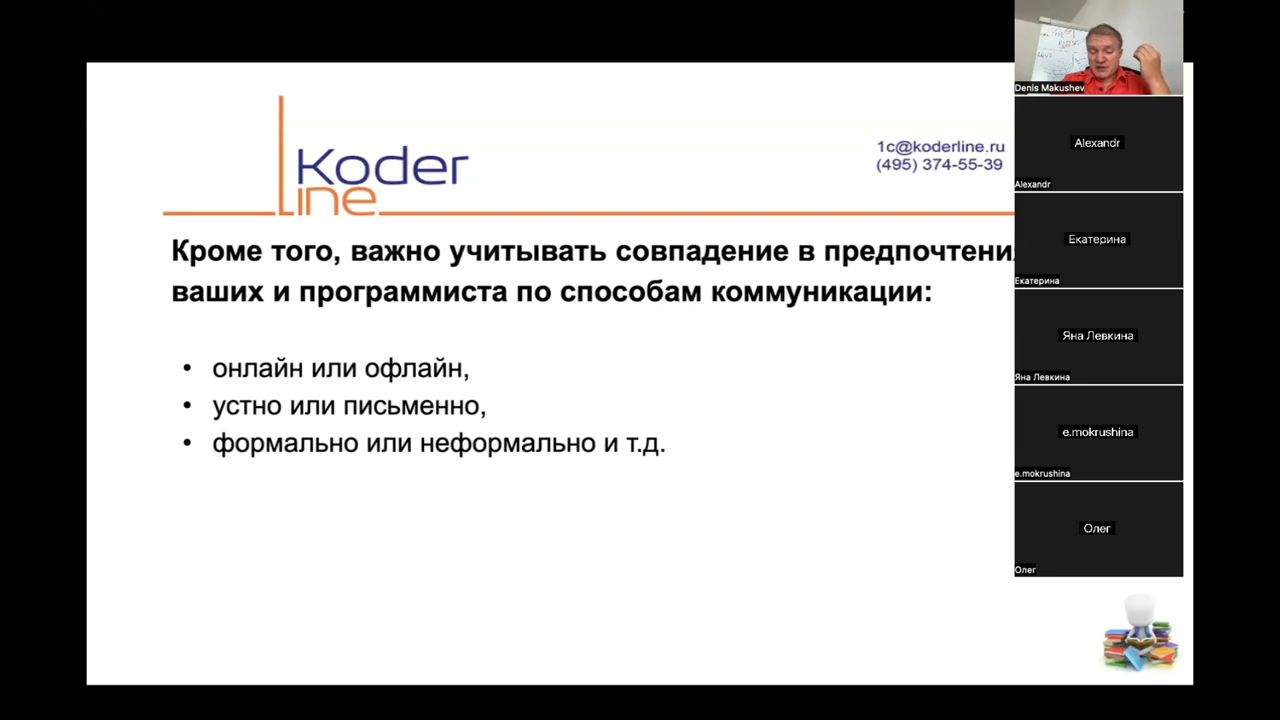 Koder
Line
1c@koderline.ru
(495) 374-55-39
Кроме того, важно учитывать совпадение в
ваших и программиста по способам коммуникации:
• онлайн или офлайн,
• устно или письменно,
• формально или неформально и т.д.
Denis Makushev
Alexandr
Alexandr
Екатерина
Екатерина
Яна Левкина
Яна Левкина
e.mokrushina
e.mokrushina
Олег
Олег